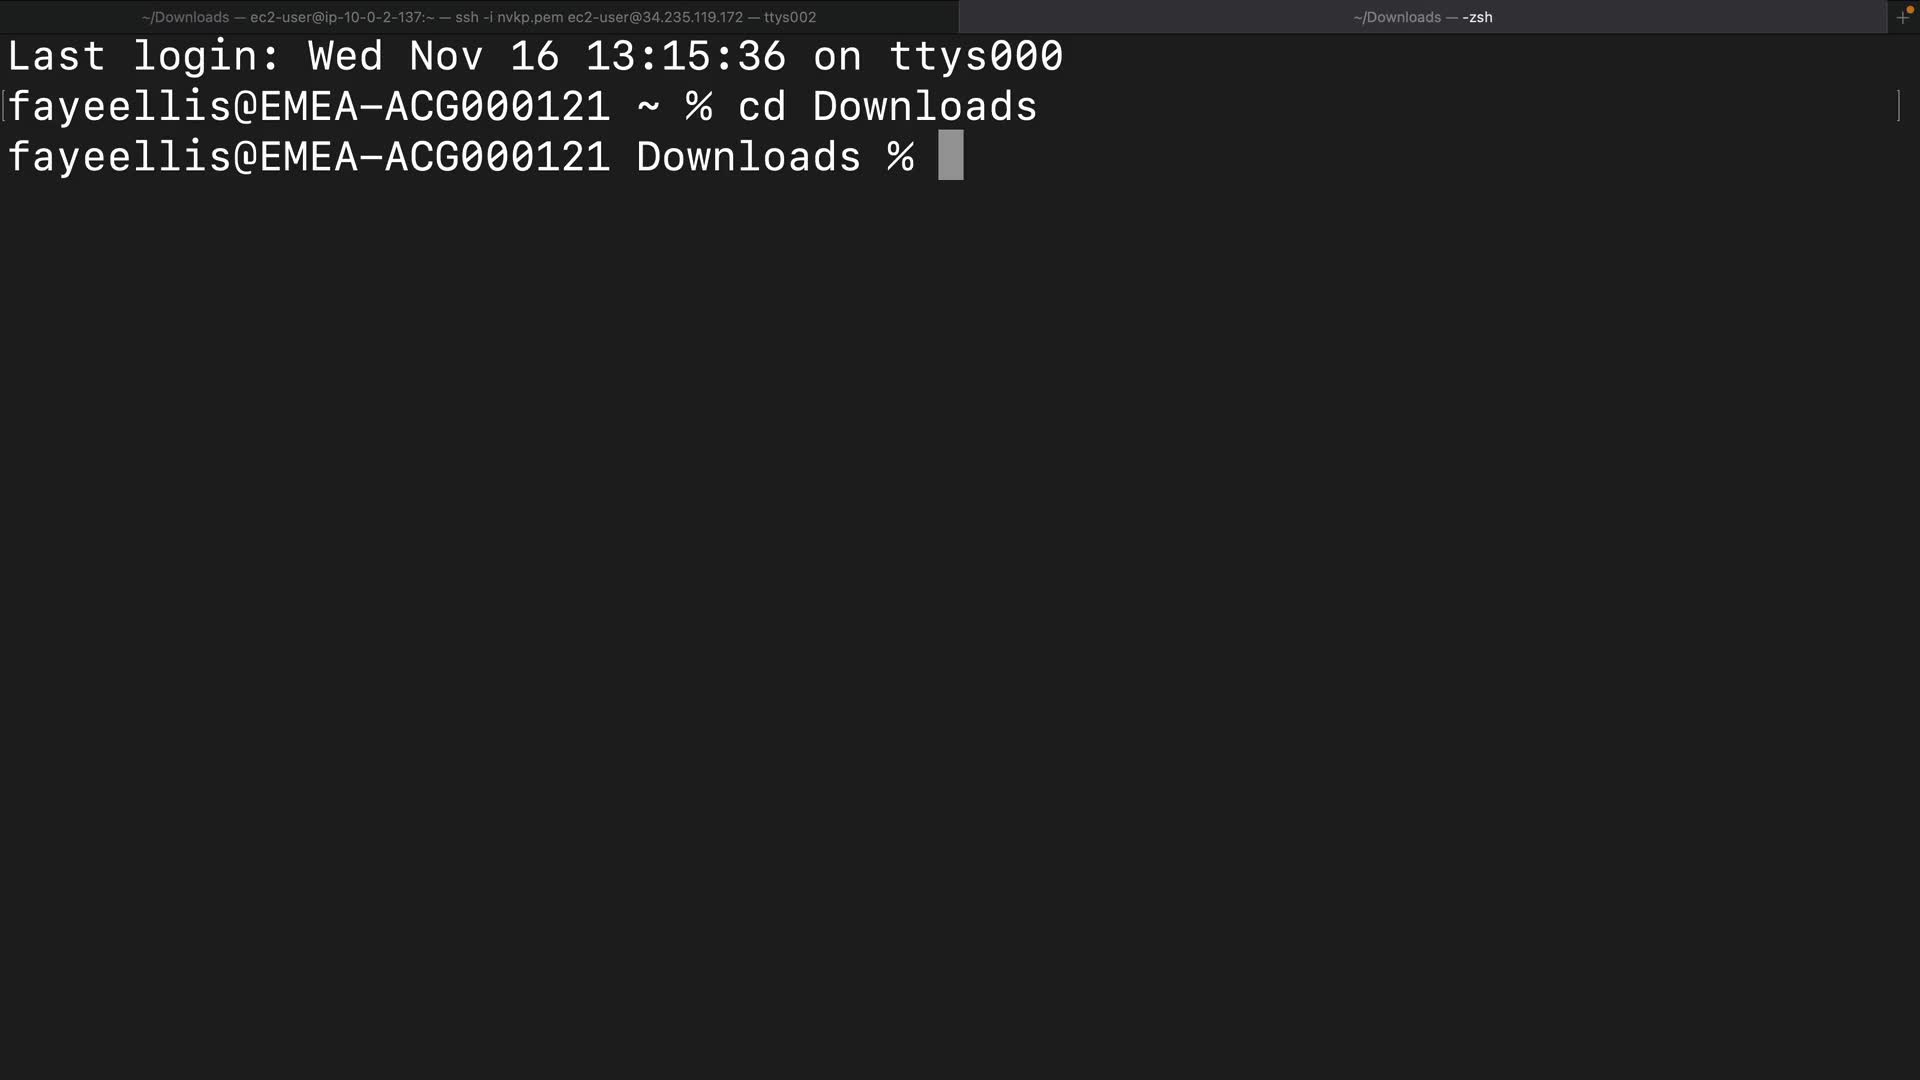 ~/Downloads — ec2-user@ip-10-0-2-137:~ — ssh -i nvkp.pem ec2-user@34.235.119.172 — ttys002
~/Downloads — -zsh
Last login: Wed Nov 16 13:15:36 on ttys000
[fayeellis@EMEA-ACG000121 ~ % cd Downloads ]
fayeellis@EMEA-ACG000121 Downloads %